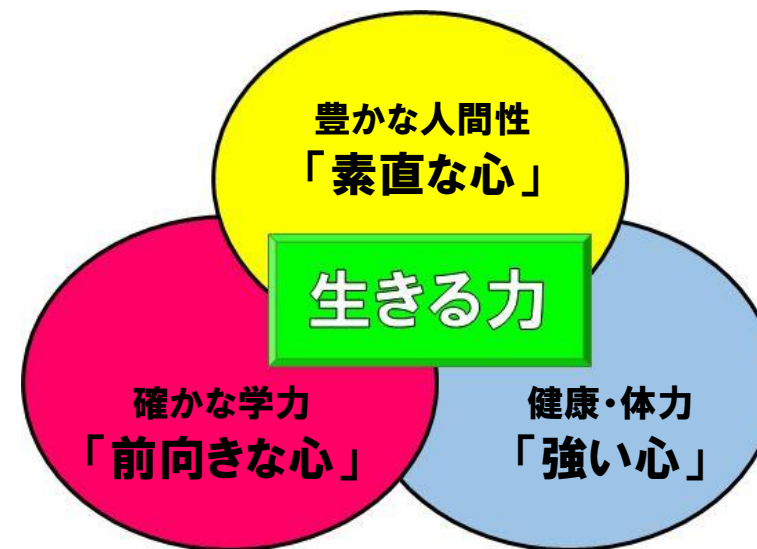 豊かな人間性
「素直な心」
生きる力
確かな学力
「前向きな心」
健康・体力
「強い心」